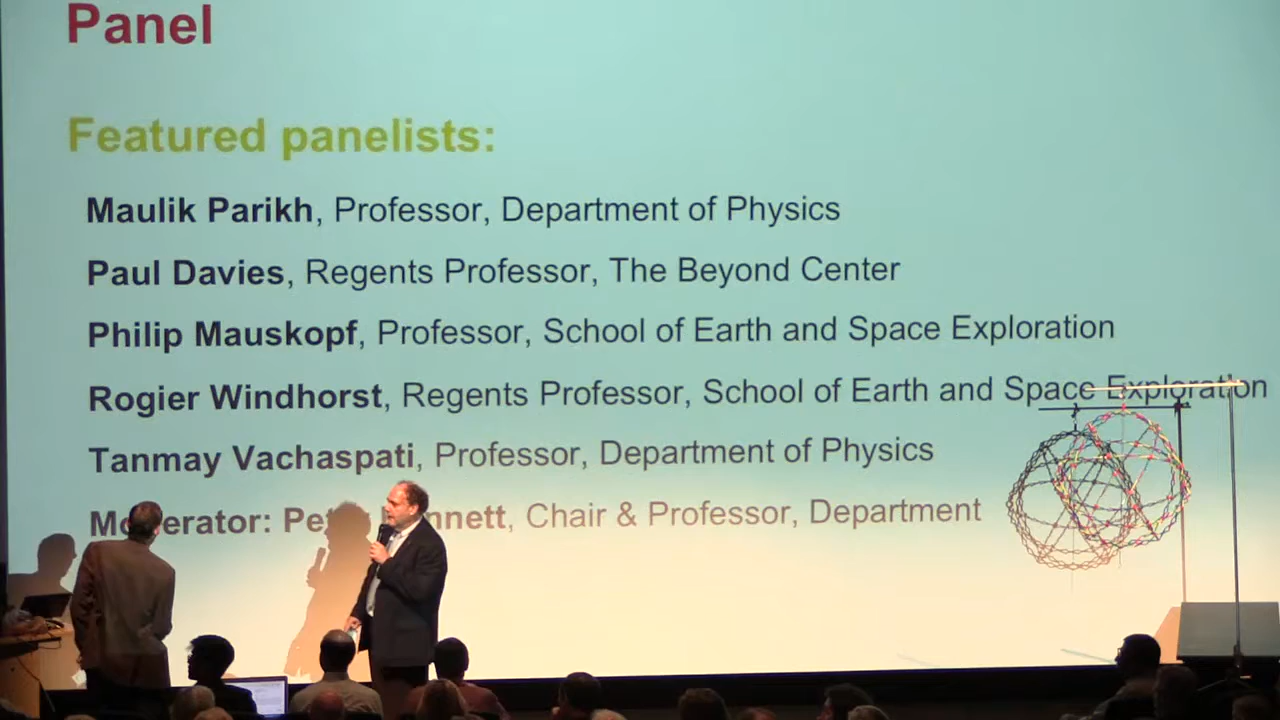 Panel
Featured panelists:
Maulik Parikh, Professor, Department of Physics
Paul Davies, Regents Professor, The Beyond Center
Philip Mauskopf, Professor, School of Earth and Space Exploration
Rogier Windhorst, Regents Professor, School of Earth and Space Exploration
Tanmay Vachaspati, Professor, Department of Physics
Moderator: , Chair & Professor, Department